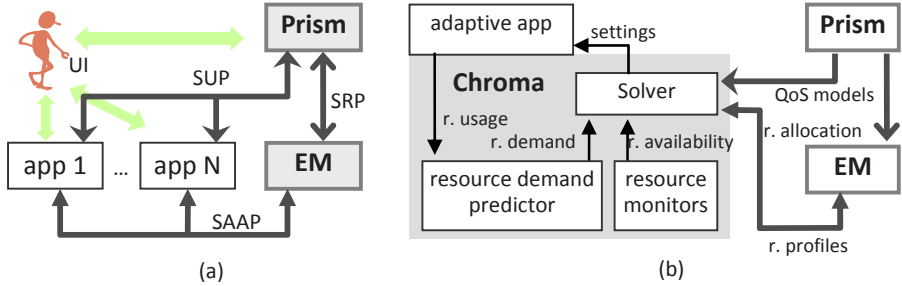 Prism
UI
SUP
SRP
app 1
...
app N
EM
SAAP
(a)
adaptive app
settings
Prism
Chroma
Solver
QoS models
r. usage
r. demand
r. availability
r. allocation
resource demand
predictor
resource
monitors
EM
r. profiles
(b)